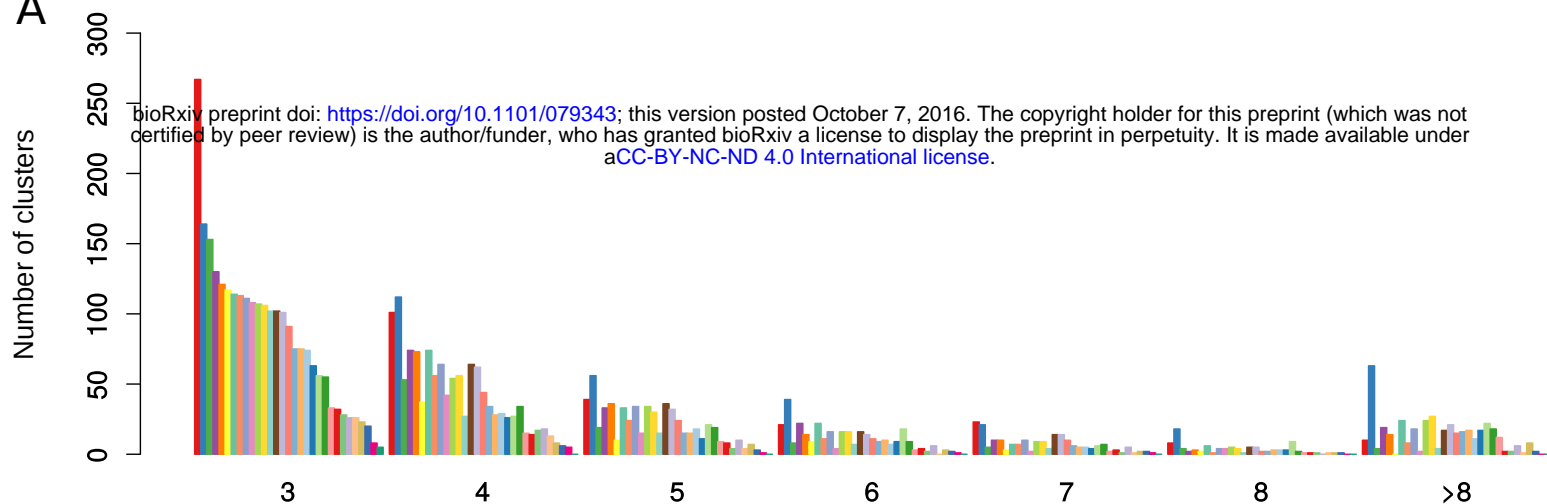 A
300
250
200
150
100
50
0
Number of clusters
bioRxiv preprint doi: https://doi.org/10.1101/079343; this version posted October 7, 2016. The copyright holder for this preprint (which was not
certified by peer review) is the author/funder, who has granted bioRxiv a license to display the preprint in perpetuity. It is made available under
aCC-BY-NC-ND 4.0 International license.
3 4 5 6 7 8 >8